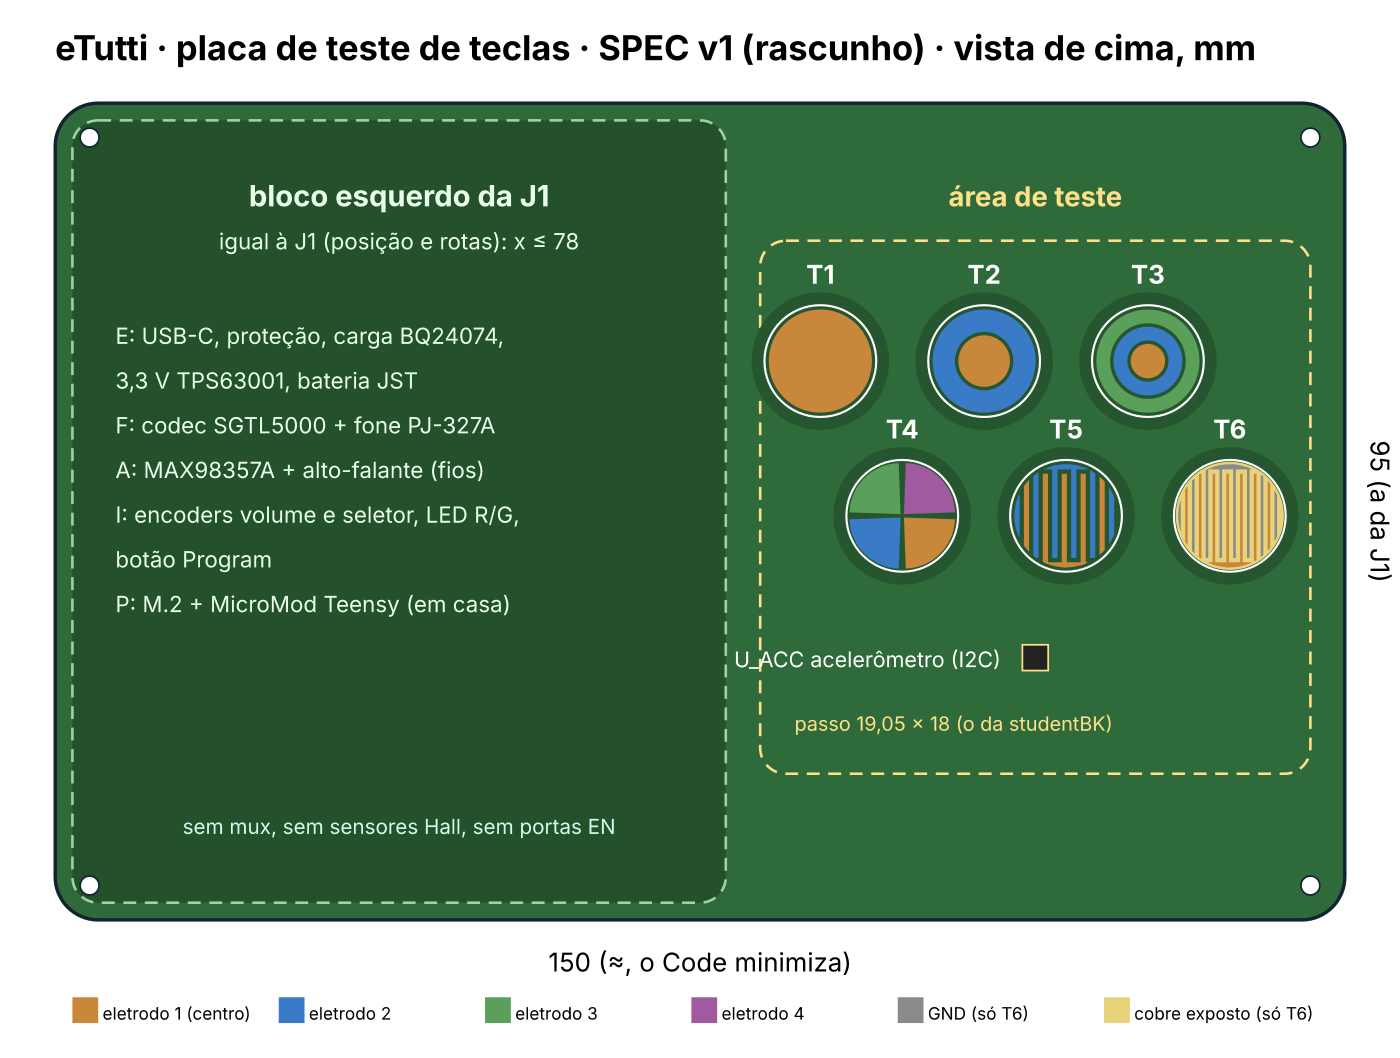 eTutti · placa de teste de teclas · SPEC v1 (rascunho) · vista de cima, mm
bloco esquerdo da J1
igual à J1 (posição e rotas): x ≤ 78
E: USB-C, proteção, carga BQ24074,
3,3 V TPS63001, bateria JST
F: codec SGTL5000 + fone PJ-327A
A: MAX98357A + alto-falante (fios)
I: encoders volume e seletor, LED R/G,
botão Program
P: M.2 + MicroMod Teensy (em casa)
sem mux, sem sensores Hall, sem portas EN
área de teste
T1
T2
T3
T4
T5
T6
U_ACC acelerômetro (I2C)
passo 19,05 × 18 (o da studentBK)
95 (a da J1)
150 (≈, o Code minimiza)
eletrodo 1 (centro)
eletrodo 2
eletrodo 3
eletrodo 4
GND (só T6)
cobre exposto (só T6)